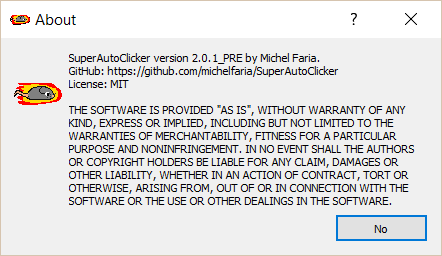 About
?
SuperAutoClicker version 2.0.1_PRE by Michel Faria.
GitHub: https://github.com/michelfaria/SuperAutoClicker
License: MIT
THE SOFTWARE IS PROVIDED "AS IS", WITHOUT WARRANTY OF ANY
KIND, EXPRESS OR IMPLIED, INCLUDING BUT NOT LIMITED TO THE
WARRANTIES OF MERCHANTABILITY, FITNESS FOR A PARTICULAR
PURPOSE AND NONINFRINGEMENT. IN NO EVENT SHALL THE AUTHORS
OR COPYRIGHT HOLDERS BE LIABLE FOR ANY CLAIM, DAMAGES OR
OTHER LIABILITY, WHETHER IN AN ACTION OF CONTRACT, TORT OR
OTHERWISE, ARISING FROM, OUT OF OR IN CONNECTION WITH THE
SOFTWARE OR THE USE OR OTHER DEALINGS IN THE SOFTWARE.
No